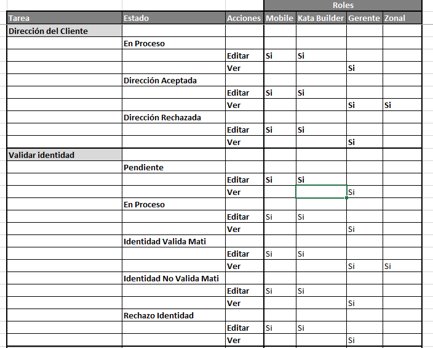 Roles
Tarea Estado Acciones Mobile Kata Builder Gerente Zonal
Dirección del Cliente
En Proceso
Editar Si Si
Ver Si
Dirección Aceptada
Editar Si Si
Ver Si Si
Dirección Rechazada
Editar Si Si
Ver Si
Validar identidad
Pendiente
Editar Si Si
Ver Si
En Proceso
Editar Si Si
Ver Si
Identidad Valida Mati
Editar Si Si
Ver Si Si
Identidad No Valida Mati
Editar Si Si
Ver Si
Rechazo Identidad
Editar Si Si
Ver Si